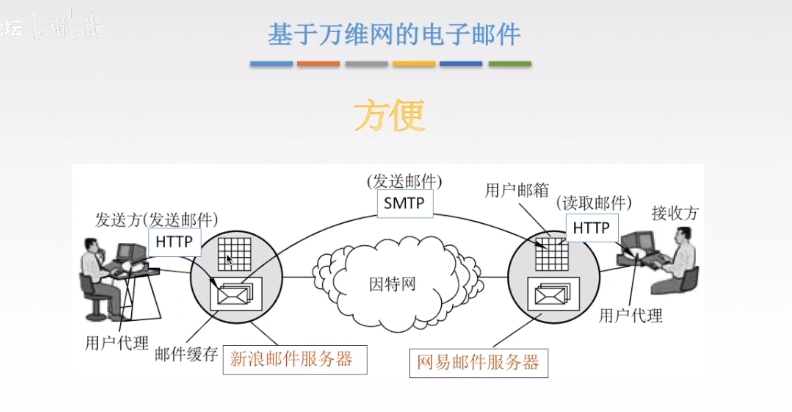 论坛
基于万维网的电子邮件
方便
(发送邮件)
SMTP
用户邮箱
(读取邮件)
HTTP
接收方
发送方(发送邮件)
HTTP
因特网
用户代理
用户代理
邮件缓存
新浪邮件服务器
网易邮件服务器